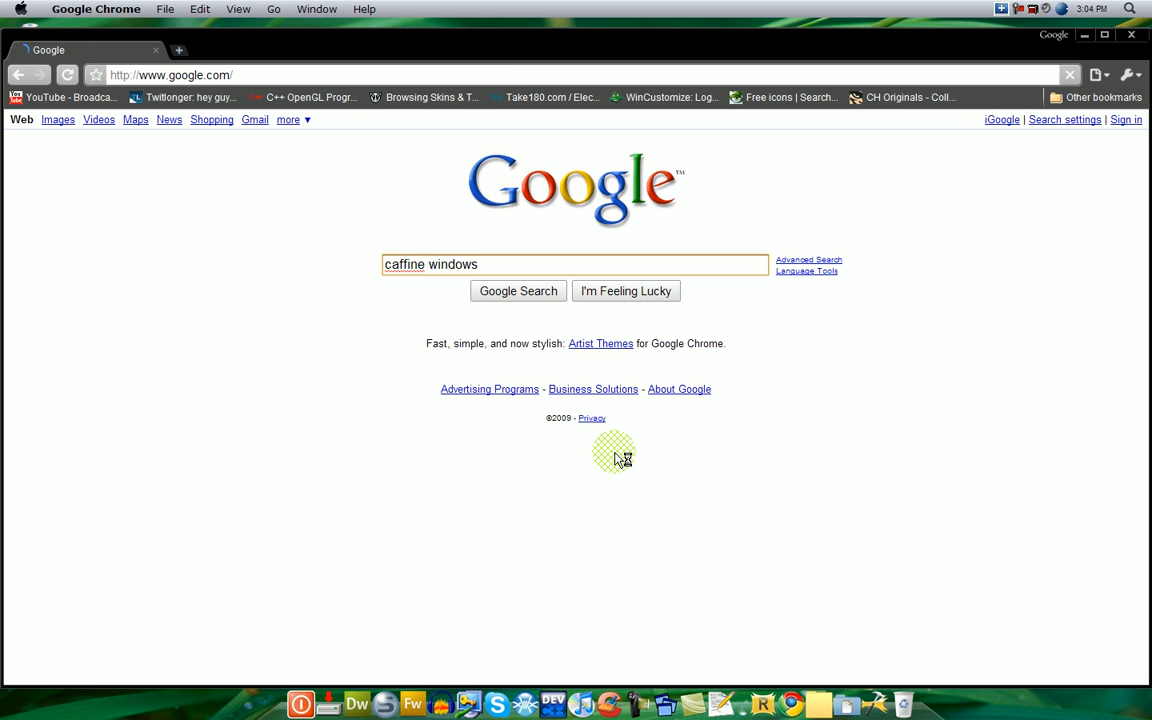 Google Chrome File Edit View Go Window Help 3:04 PM
Google Google
http://www.google.com/
YouTube - Broadca... Twitlonger: hey guy... C++ OpenGL Progr... Browsing Skins & T... Take180.com / Elec... WinCustomize: Log... Free icons | Search... CH Originals - Coll... Other bookmarks
Web Images Videos Maps News Shopping Gmail more ▼ iGoogle | Search settings | Sign in
Google™
caffine windows Advanced Search
Language Tools
Google Search I'm Feeling Lucky
Fast, simple, and now stylish: Artist Themes for Google Chrome.
Advertising Programs - Business Solutions - About Google
©2009 - Privacy
Dw S Fw S DEV R